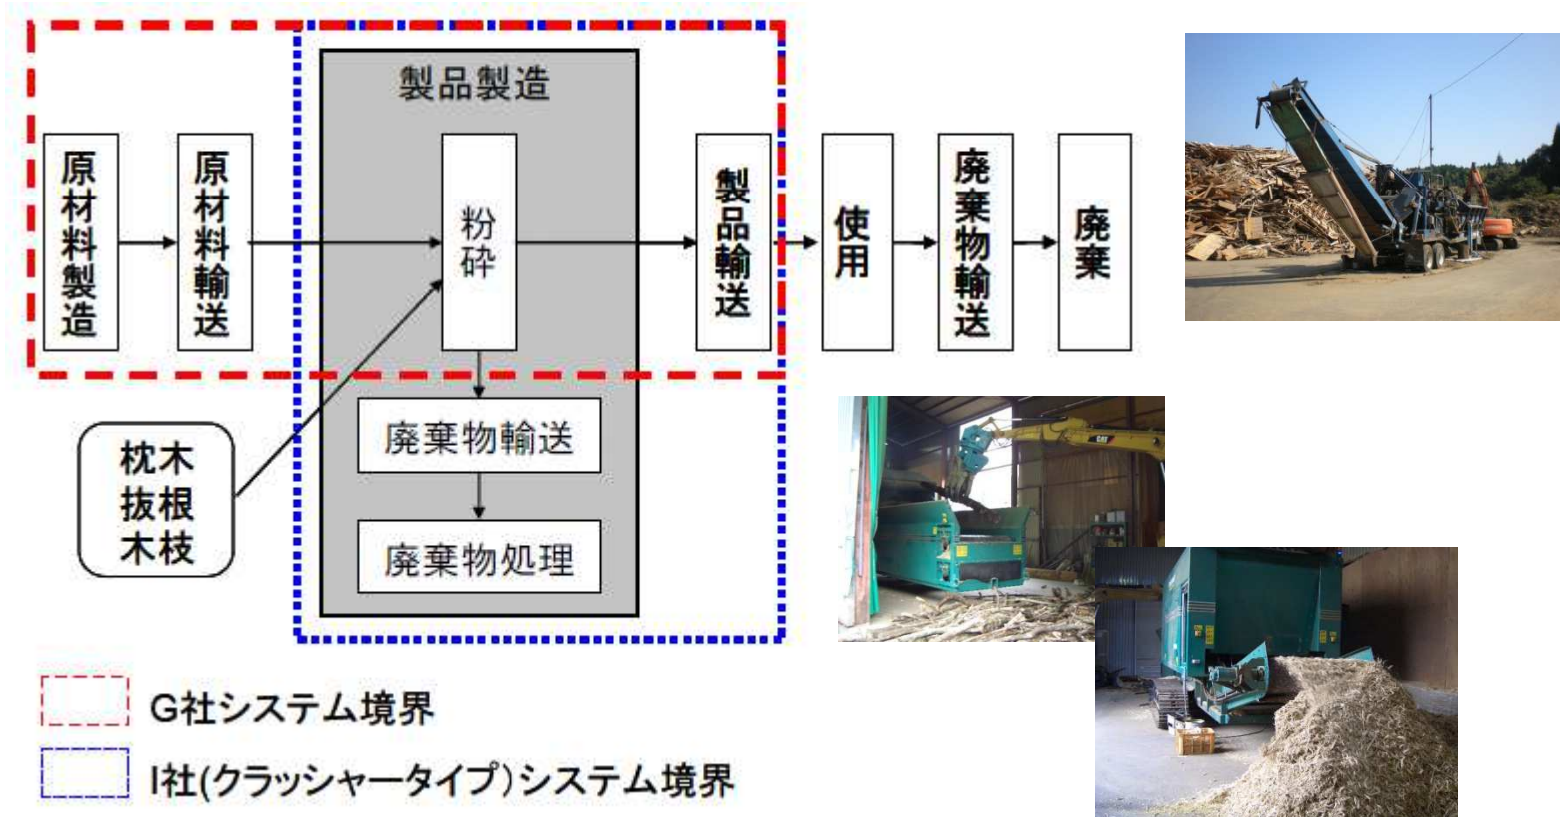 製品製造
原材料製造
原材料輸送
粉砕
製品輸送
使用
廃棄物輸送
廃棄
枕木
抜根
木枝
廃棄物輸送
廃棄物処理
G社システム境界
I社(クラッシャータイプ)システム境界
CAT